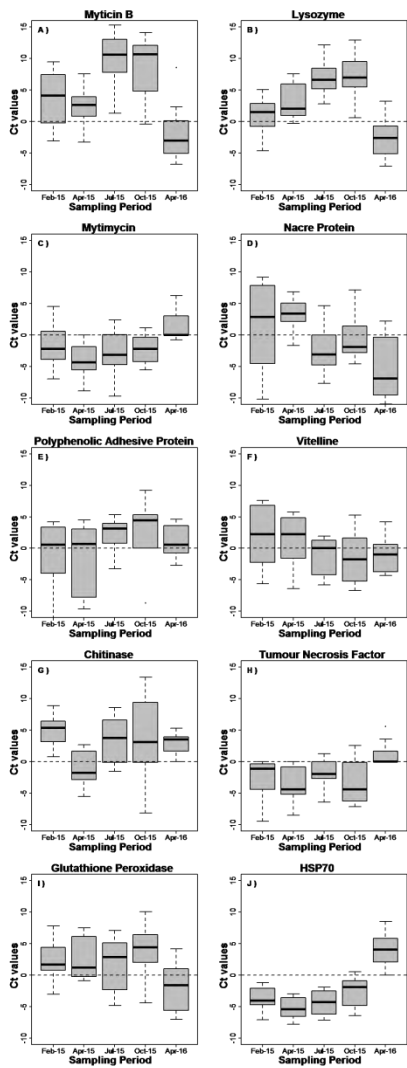 Myticin B
A )
Ct values
15
10
5
0
-5
-10
Feb-15 Apr-15 Jul-15 Oct-15 Apr-16
Sampling Period
Lysozyme
B )
Ct values
15
10
5
0
-5
-10
Feb-15 Apr-15 Jul-15 Oct-15 Apr-16
Sampling Period
Mytimycin
C )
Ct values
10
5
0
-5
-10
Feb-15 Apr-15 Jul-15 Oct-15 Apr-16
Sampling Period
Nacre Protein
D )
Ct values
10
5
0
-5
-10
Feb-15 Apr-15 Jul-15 Oct-15 Apr-16
Sampling Period
Polyphenolic Adhesive Protein
E )
Ct values
15
10
5
0
-5
-10
Feb-15 Apr-15 Jul-15 Oct-15 Apr-16
Sampling Period
Vitelline
F )
Ct values
15
10
5
0
-5
-10
Feb-15 Apr-15 Jul-15 Oct-15 Apr-16
Sampling Period
Chitinase
G )
Ct values
15
10
5
0
-5
-10
Feb-15 Apr-15 Jul-15 Oct-15 Apr-16
Sampling Period
Tumour Necrosis Factor
H )
Ct values
15
10
5
0
-5
-10
Feb-15 Apr-15 Jul-15 Oct-15 Apr-16
Sampling Period
Glutathione Peroxidase
I )
Ct values
15
10
5
0
-5
-10
Feb-15 Apr-15 Jul-15 Oct-15 Apr-16
Sampling Period
HSP70
J )
Ct values
15
10
5
0
-5
-10
Feb-15 Apr-15 Jul-15 Oct-15 Apr-16
Sampling Period